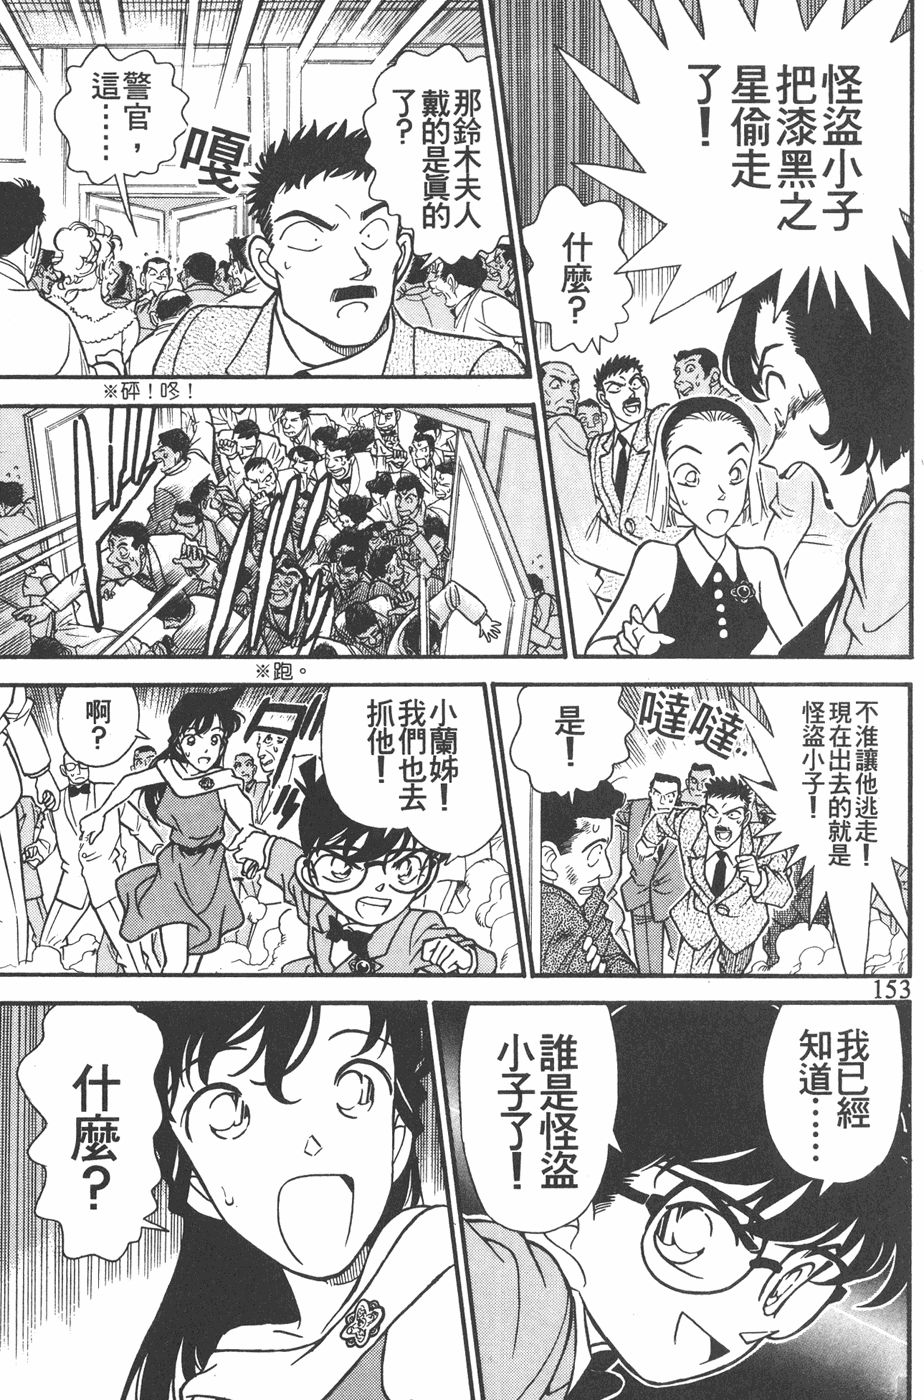 怪盜小子
把漆黑之
星偷走
了！
什麼？
那鈴木夫人
戴的是真的
了？
警官，
這……
嘎
※砰！咚！
※跑。
不准讓他逃走！
現在出去的就是
怪盜小子！
噠噠..
是！
小蘭姊！
我們也去
抓他！
啊？
153
我已經
知道……
誰是怪盜
小子了！
什麼？